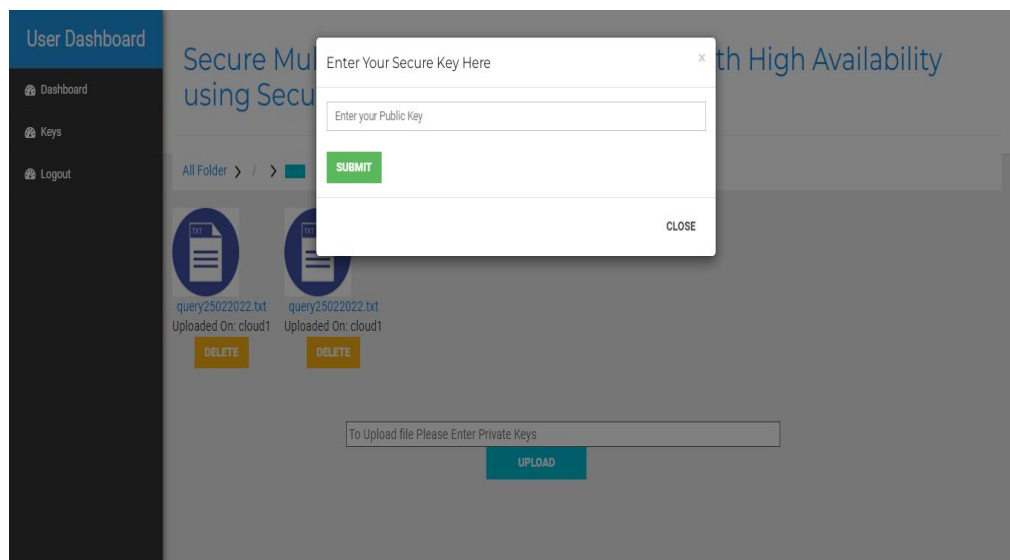 User Dashboard
Dashboard
Keys
Logout
Secure Mul th High Availability
using Secu
Enter Your Secure Key Here x
Enter your Public Key
SUBMIT
CLOSE
All Folder > / >
TXT
query25022022.txt query25022022.txt
Uploaded On: cloud1 Uploaded On: cloud1
DELETE DELETE
To Upload file Please Enter Private Keys
UPLOAD